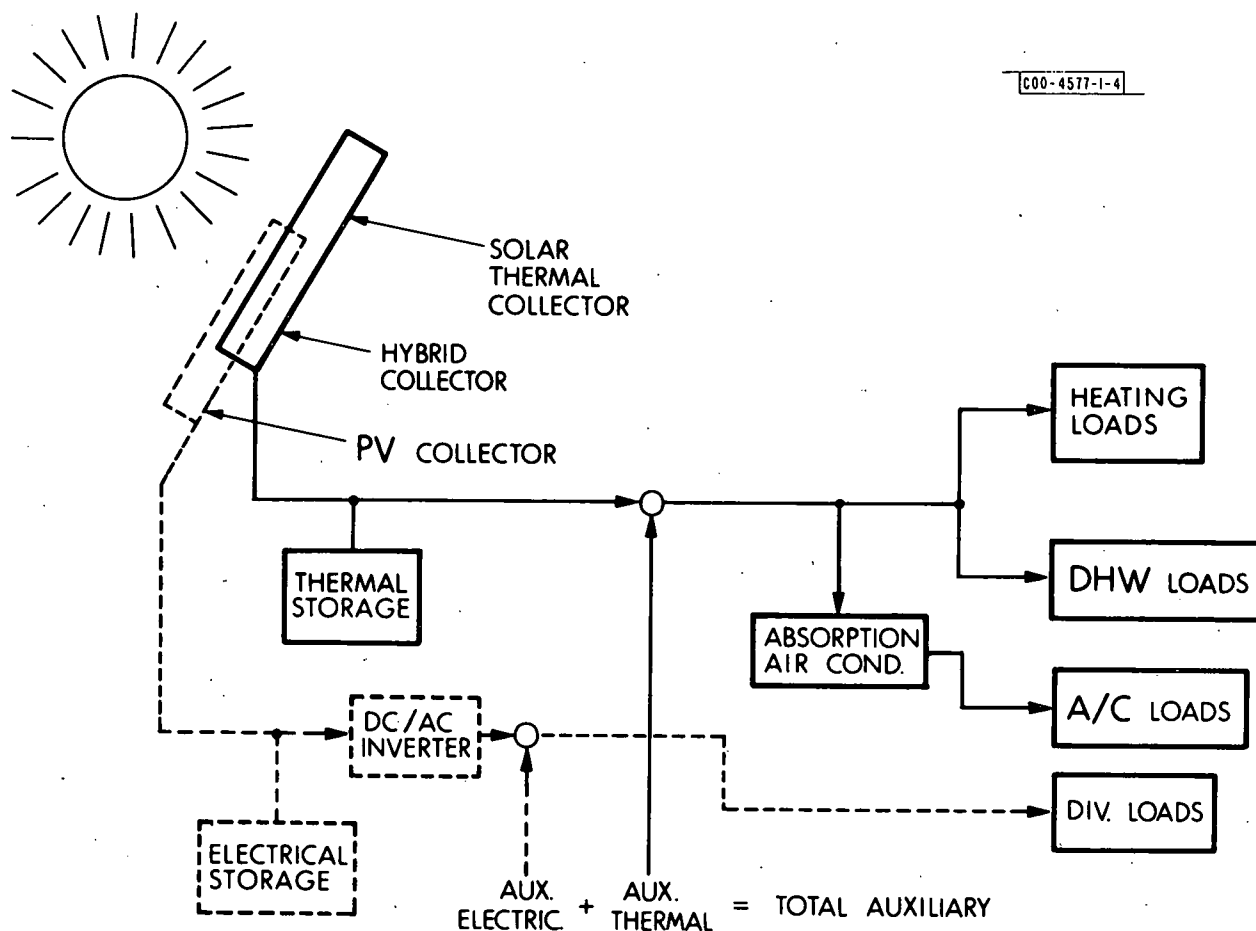 COO-4577-1-4
SOLAR
THERMAL
COLLECTOR
HYBRID
COLLECTOR
PV COLLECTOR
HEATING
LOADS
THERMAL
STORAGE
DHW LOADS
ABSORPTION
AIR COND.
A/C LOADS
DC/AC
INVERTER
DIV. LOADS
ELECTRICAL
STORAGE
AUX. ELECTRIC. + AUX. THERMAL = TOTAL AUXILIARY